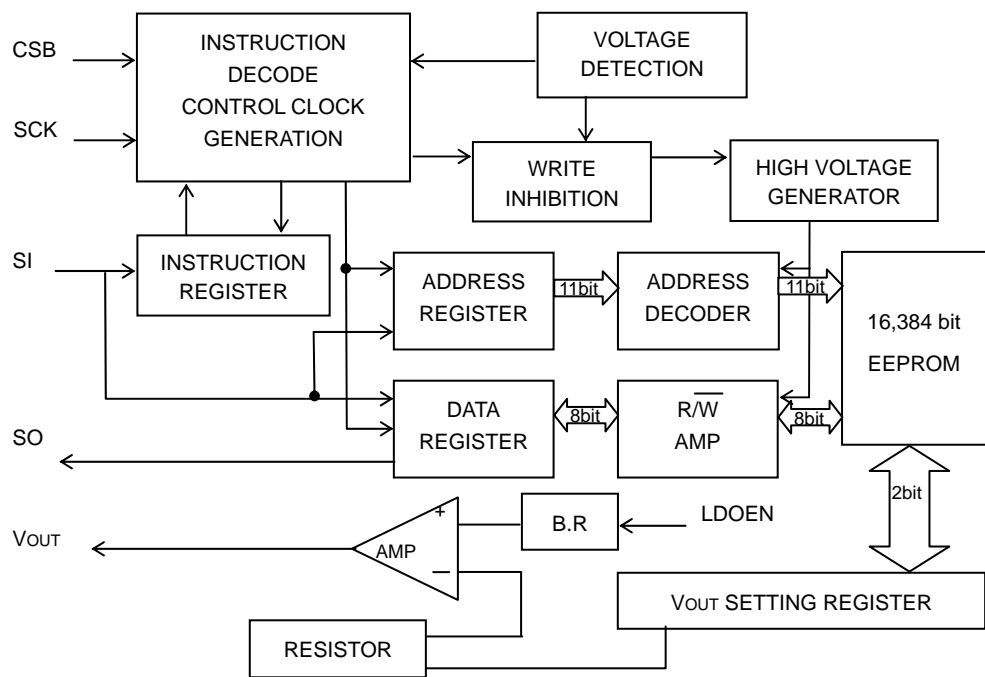 CSB
SCK
INSTRUCTION
DECODE
CONTROL CLOCK
GENERATION
VOLTAGE
DETECTION
WRITE
INHIBITION
HIGH VOLTAGE
GENERATOR
SI
INSTRUCTION
REGISTER
ADDRESS
REGISTER
11bit
ADDRESS
DECODER
11bit
16,384 bit
EEPROM
DATA
REGISTER
8bit
R/W̅
AMP
8bit
SO
2bit
VOUT
+
AMP
−
B.R
LDOEN
VOUT SETTING REGISTER
RESISTOR